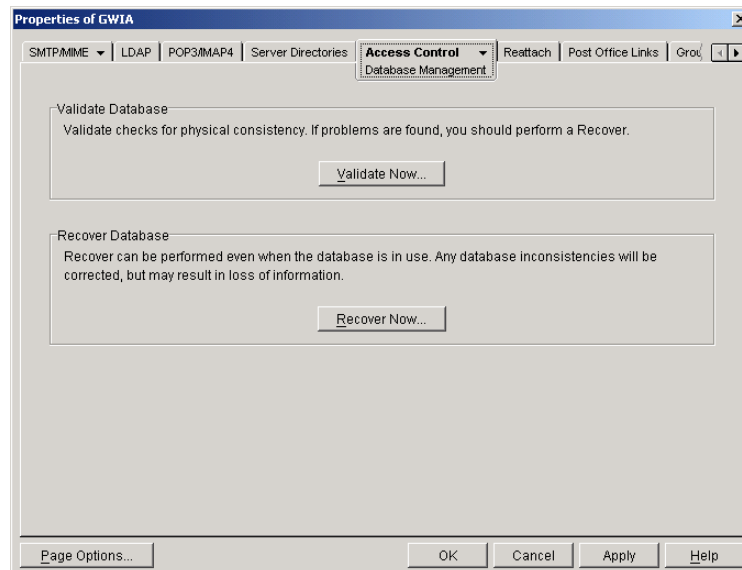 Properties of GWIA
SMTP/MIME LDAP POP3/IMAP4 Server Directories Access Control Reattach Post Office Links
Database Management
Validate Database
Validate checks for physical consistency. If problems are found, you should perform a Recover.
Validate Now...
Recover Database
Recover can be performed even when the database is in use. Any database inconsistencies will be
corrected, but may result in loss of information.
Recover Now...
Page Options... OK Cancel Apply Help